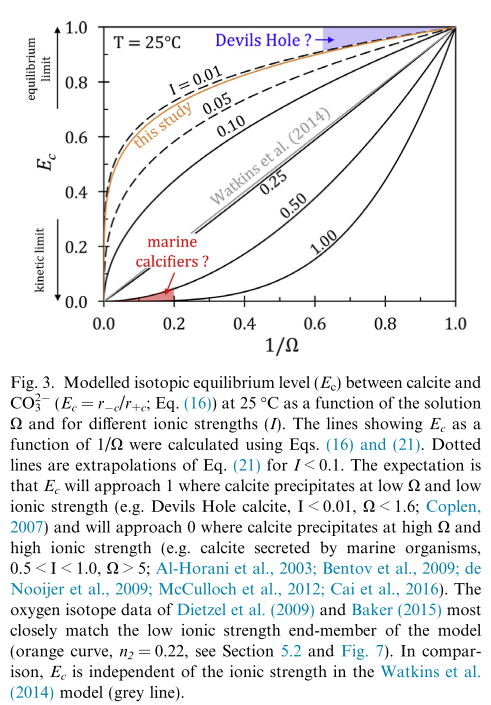 T = 25°C
Devils Hole ?
equilibrium
limit
kinetic limit
E_c
1.0
0.8
0.6
0.4
0.2
0.0
I = 0.01
this study
0.05
0.10
Watkins et al. (2014)
0.25
0.50
1.00
marine
calcifiers ?
0.0 0.2 0.4 0.6 0.8 1.0
1/Ω
Fig. 3. Modelled isotopic equilibrium level (E_c) between calcite and
CO₃²⁻ (E_c = r₋c/r₊c; Eq. (16)) at 25 °C as a function of the solution
Ω and for different ionic strengths (I). The lines showing E_c as a
function of 1/Ω were calculated using Eqs. (16) and (21). Dotted
lines are extrapolations of Eq. (21) for I < 0.1. The expectation is
that E_c will approach 1 where calcite precipitates at low Ω and low
ionic strength (e.g. Devils Hole calcite, I < 0.01, Ω < 1.6; Coplen,
2007) and will approach 0 where calcite precipitates at high Ω and
high ionic strength (e.g. calcite secreted by marine organisms,
0.5 < I < 1.0, Ω > 5; Al-Horani et al., 2003; Bentov et al., 2009; de
Nooijer et al., 2009; McCulloch et al., 2012; Cai et al., 2016). The
oxygen isotope data of Dietzel et al. (2009) and Baker (2015) most
closely match the low ionic strength end-member of the model
(orange curve, n₂ = 0.22, see Section 5.2 and Fig. 7). In compar-
ison, E_c is independent of the ionic strength in the Watkins et al.
(2014) model (grey line).